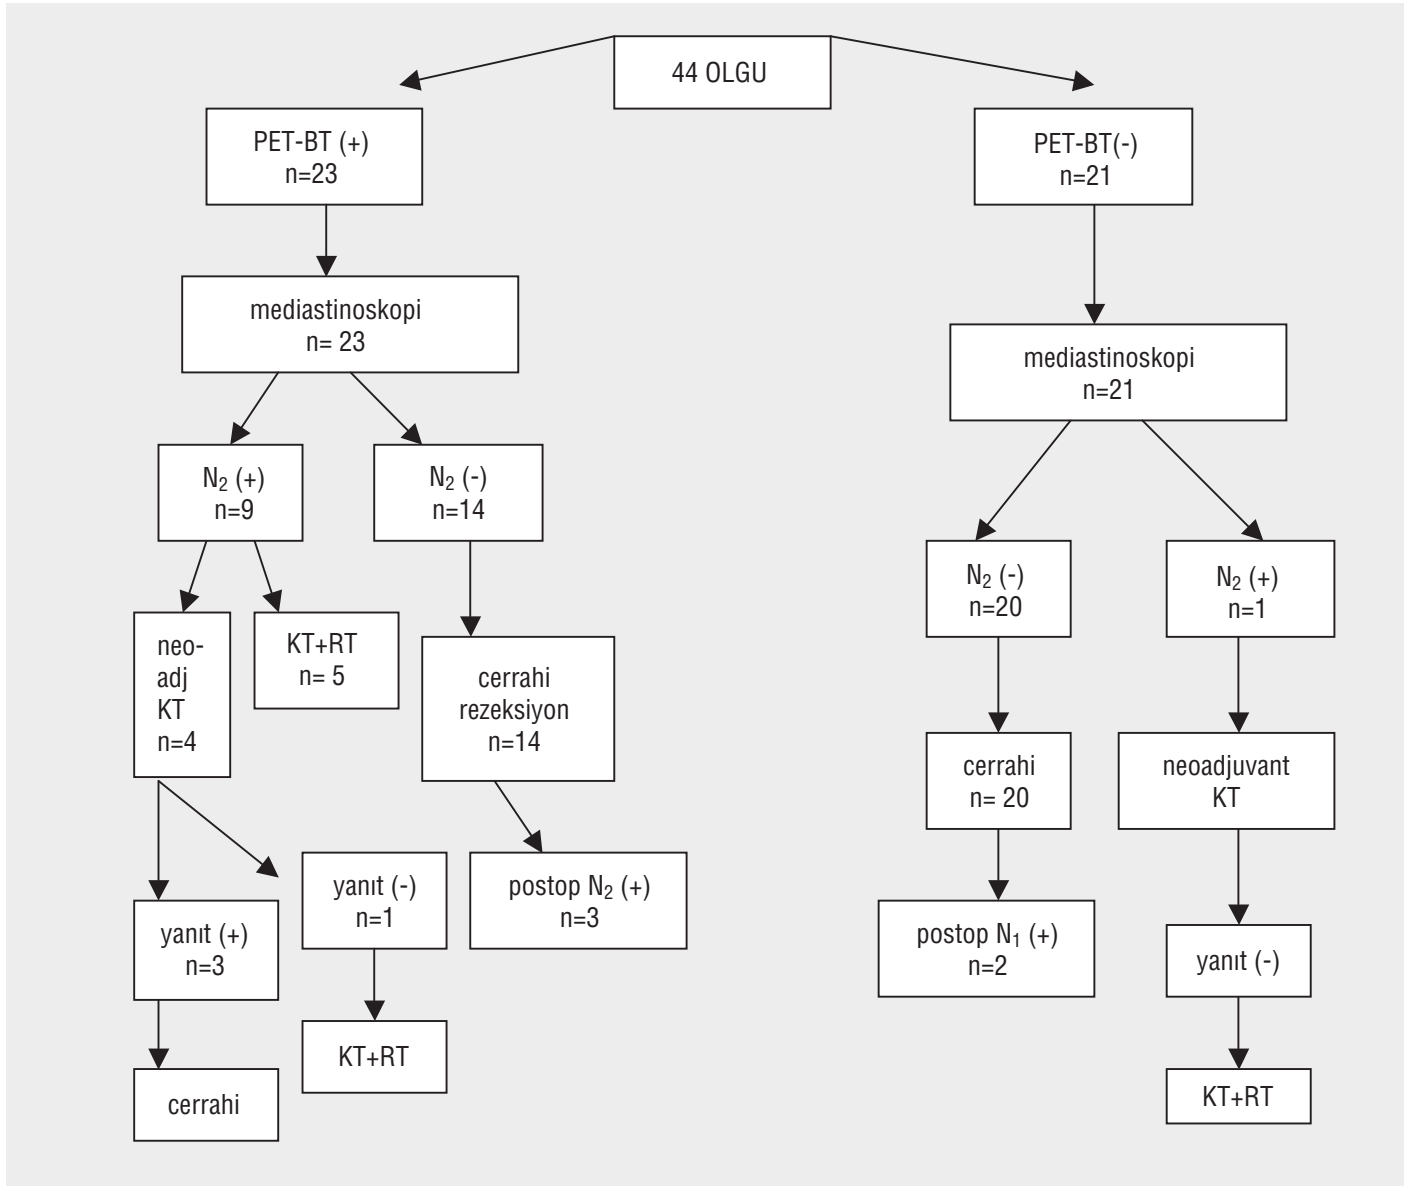 44 OLGU
PET-BT (+)
n=23
PET-BT(-)
n=21
mediastinoskopi
n= 23
mediastinoskopi
n=21
N₂ (+)
n=9
N₂ (-)
n=14
N₂ (-)
n=20
N₂ (+)
n=1
neo-
adj
KT
n=4
KT+RT
n= 5
cerrahi
rezeksiyon
n=14
cerrahi
n= 20
neoadjuvant
KT
yanıt (+)
n=3
yanıt (-)
n=1
postop N₂ (+)
n=3
postop N₁ (+)
n=2
yanıt (-)
cerrahi
KT+RT
KT+RT